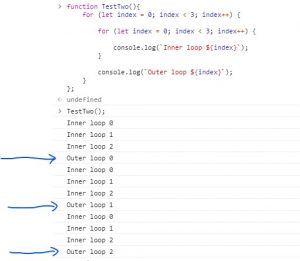 > function TestTwo(){
for (let index = 0; index < 3; index++) {
for (let index = 0; index < 3; index++) {
console.log(`Inner loop ${index}`);
}
console.log(`Outer loop ${index}`);
}
};
< undefined
> TestTwo();
Inner loop 0
Inner loop 1
Inner loop 2
Outer loop 0
Inner loop 0
Inner loop 1
Inner loop 2
Outer loop 1
Inner loop 0
Inner loop 1
Inner loop 2
Outer loop 2